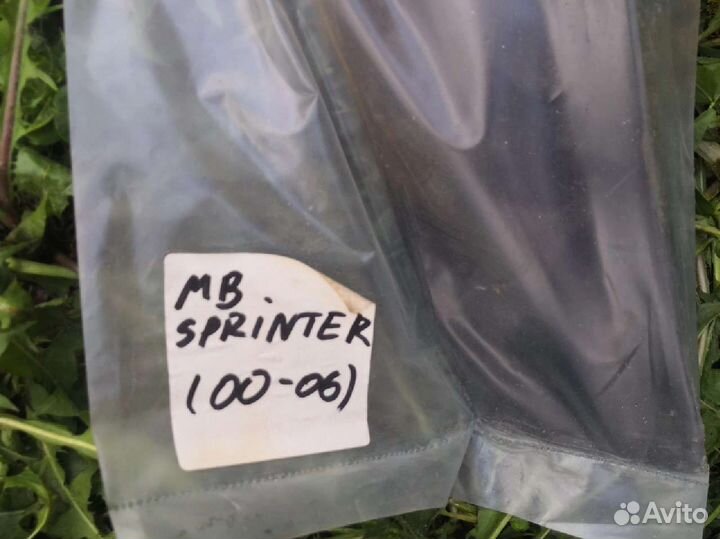 MB.
SPRINTER
(00-06)
Avito